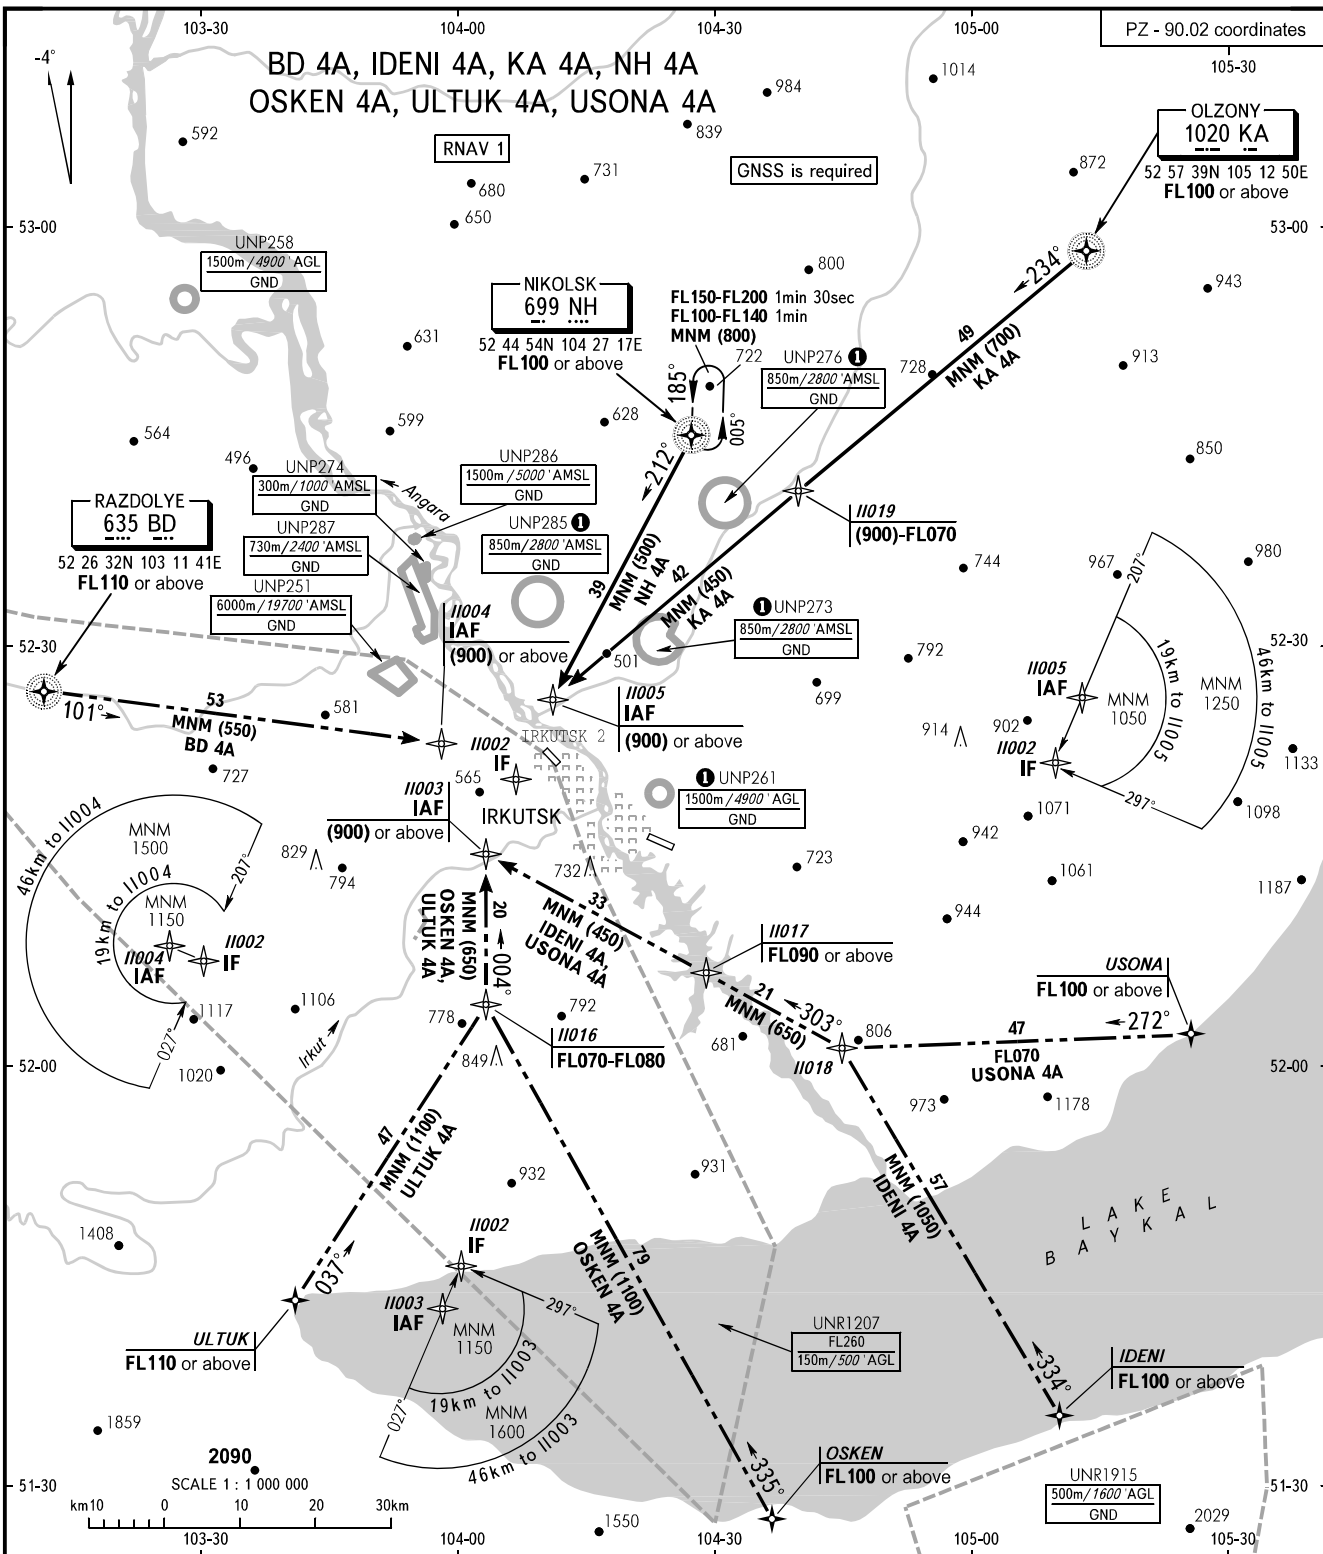 103-30
104-00
104-30
105-00
PZ - 90.02 coordinates
105-30
-4°
BD 4A, IDENI 4A, KA 4A, NH 4A
OSKEN 4A, ULTUK 4A, USONA 4A
RNAV 1
GNSS is required
592
680
650
731
839
984
1014
872
OLZONY
1020 KA
52 57 39N 105 12 50E
FL100 or above
53-00
53-00
UNP258
1500m/4900 'AGL
GND
NIKOLSK
699 NH
52 44 54N 104 27 17E
FL100 or above
800
FL150-FL200 1min 30sec
FL100-FL140 1min
MNM (800)
722
185°
005°
234°
49
MNM (700)
KA 4A
943
913
728
631
UNP276 1
850m/2800 'AMSL
GND
599
628
564
496
850
212°
UNP274
300m/1000 'AMSL
GND
Angara
UNP286
1500m/5000 'AMSL
GND
UNP287
730m/2400 'AMSL
GND
UNP285 1
850m/2800 'AMSL
GND
UNP251
6000m/19700 'AMSL
GND
RAZDOLYE
635 BD
52 26 32N 103 11 41E
FL110 or above
II019
(900)-FL070
39
MNM (500)
NH 4A
42
MNM (450)
KA 4A
744
967
980
207°
1 UNP273
850m/2800 'AMSL
GND
II004
IAF
(900) or above
501
792
52-30
52-30
699
II005
IAF
(900) or above
II005
IAF
MNM
1050
19km to II005
MNM
1250
46km to II005
101°
53
MNM (550)
BD 4A
581
727
902
914
II002
IF
297°
1133
1098
1071
II002
IF
IRKUTSK 2
565
II003
IAF
(900) or above
IRKUTSK
1 UNP261
1500m/4900 'AGL
GND
942
46km to II004
MNM
1500
207°
19km to II004
MNM
1150
II004
IAF
II002
IF
027°
829
794
732
723
1061
1187
944
20
MNM (650)
OSKEN 4A,
ULTUK 4A
004°
33
MNM (450)
IDENI 4A,
USONA 4A
II017
FL090 or above
21
MNM (650)
303°
USONA
FL100 or above
272°
47
FL070
USONA 4A
1117
1106
1020
Irkut
778
849
792
II016
FL070-FL080
681
806
II018
52-00
52-00
973
1178
47
MNM (1100)
ULTUK 4A
932
931
57
MNM (1050)
IDENI 4A
LAKE
BAYKAL
1408
037°
II002
IF
79
MNM (1100)
OSKEN 4A
II003
IAF
MNM
1150
297°
19km to II003
MNM
1600
46km to II003
027°
ULTUK
FL110 or above
UNR1207
FL260
150m/500 'AGL
334°
IDENI
FL100 or above
1859
2090
335°
OSKEN
FL100 or above
UNR1915
500m/1600 'AGL
GND
2029
1550
51-30
51-30
SCALE 1 : 1 000 000
km10 0 10 20 30km
103-30
104-00
104-30
105-00
105-30